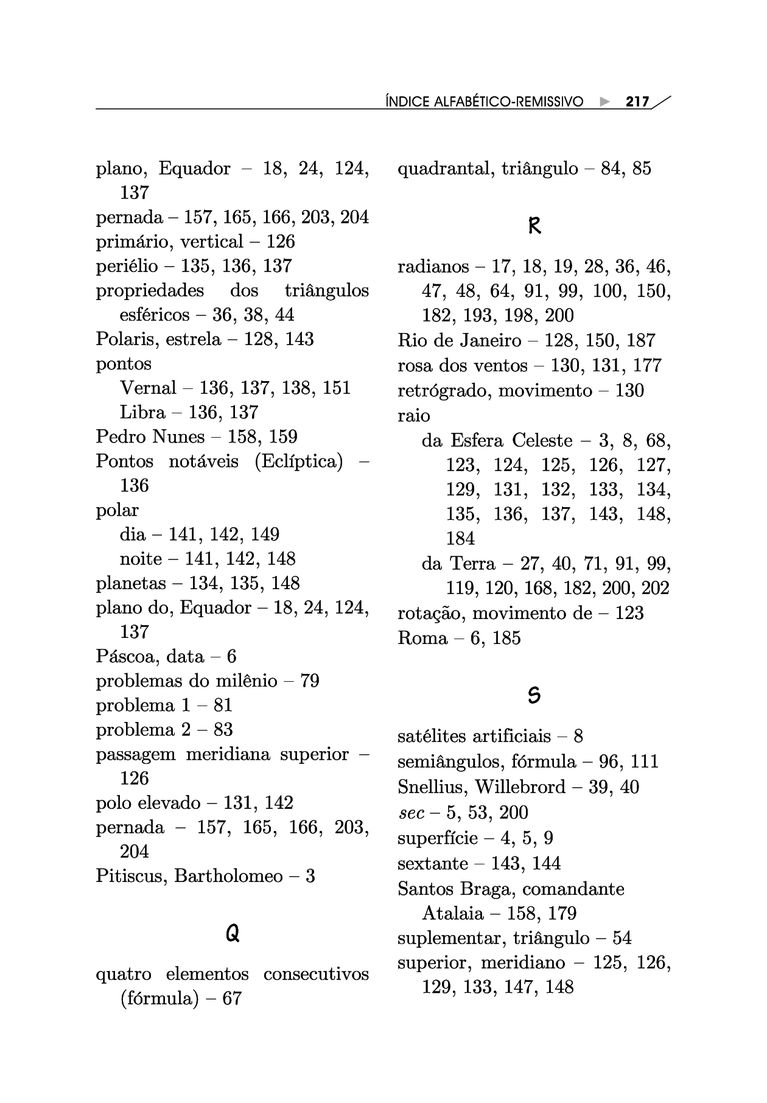 ÍNDICE ALFABÉTICO-REMISSIVO ▶ 217
plano, Equador – 18, 24, 124,
137
pernada – 157, 165, 166, 203, 204
primário, vertical – 126
periélio – 135, 136, 137
propriedades dos triângulos
esféricos – 36, 38, 44
Polaris, estrela – 128, 143
pontos
Vernal – 136, 137, 138, 151
Libra – 136, 137
Pedro Nunes – 158, 159
Pontos notáveis (Eclíptica) –
136
polar
dia – 141, 142, 149
noite – 141, 142, 148
planetas – 134, 135, 148
plano do, Equador – 18, 24, 124,
137
Páscoa, data – 6
problemas do milênio – 79
problema 1 – 81
problema 2 – 83
passagem meridiana superior –
126
polo elevado – 131, 142
pernada – 157, 165, 166, 203,
204
Pitiscus, Bartholomeo – 3
Q
quatro elementos consecutivos
(fórmula) – 67
quadrantal, triângulo – 84, 85
R
radianos – 17, 18, 19, 28, 36, 46,
47, 48, 64, 91, 99, 100, 150,
182, 193, 198, 200
Rio de Janeiro – 128, 150, 187
rosa dos ventos – 130, 131, 177
retrógrado, movimento – 130
raio
da Esfera Celeste – 3, 8, 68,
123, 124, 125, 126, 127,
129, 131, 132, 133, 134,
135, 136, 137, 143, 148,
184
da Terra – 27, 40, 71, 91, 99,
119, 120, 168, 182, 200, 202
rotação, movimento de – 123
Roma – 6, 185
S
satélites artificiais – 8
semiângulos, fórmula – 96, 111
Snellius, Willebrord – 39, 40
sec – 5, 53, 200
superfície – 4, 5, 9
sextante – 143, 144
Santos Braga, comandante
Atalaia – 158, 179
suplementar, triângulo – 54
superior, meridiano – 125, 126,
129, 133, 147, 148